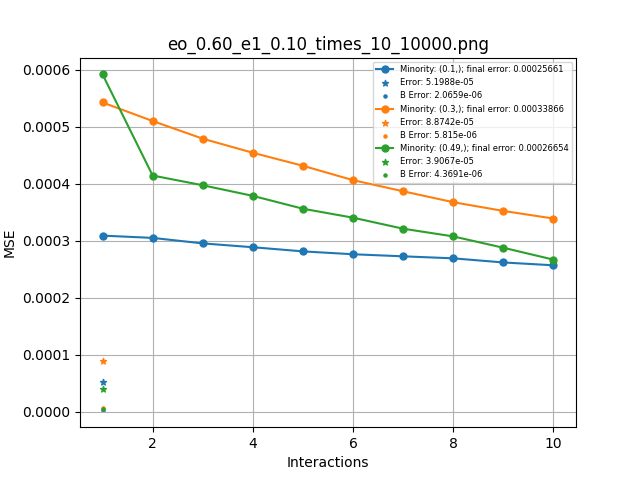 eo_0.60_e1_0.10_times_10_10000.png
Minority: (0.1,); final error: 0.00025661
Error: 5.1988e-05
B Error: 2.0659e-06
Minority: (0.3,); final error: 0.00033866
Error: 8.8742e-05
B Error: 5.815e-06
Minority: (0.49,); final error: 0.00026654
Error: 3.9067e-05
B Error: 4.3691e-06
0.0006
0.0005
0.0004
0.0003
0.0002
0.0001
0.0000
MSE
2 4 6 8 10
Interactions